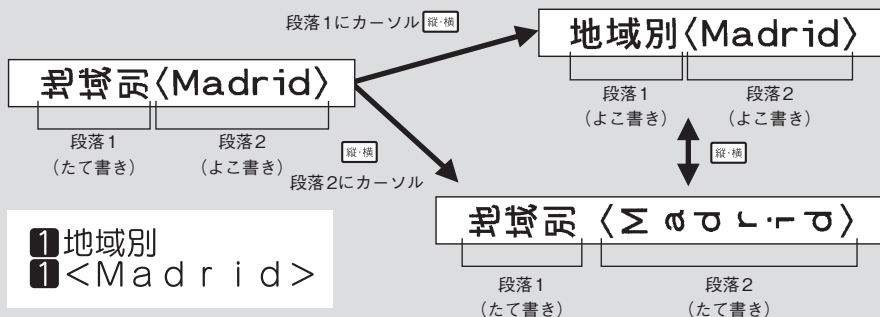 段落1にカーソル 縦·横
地域別〈Madrid〉
段落1
(よこ書き)
段落2
(よこ書き)
地域別〈Madrid〉
段落1
(たて書き)
段落2
(よこ書き)
縦·横
段落2にカーソル
縦·横
地域別〈Madrid〉
段落1
(たて書き)
段落2
(たて書き)
1地域別
1<Madrid>